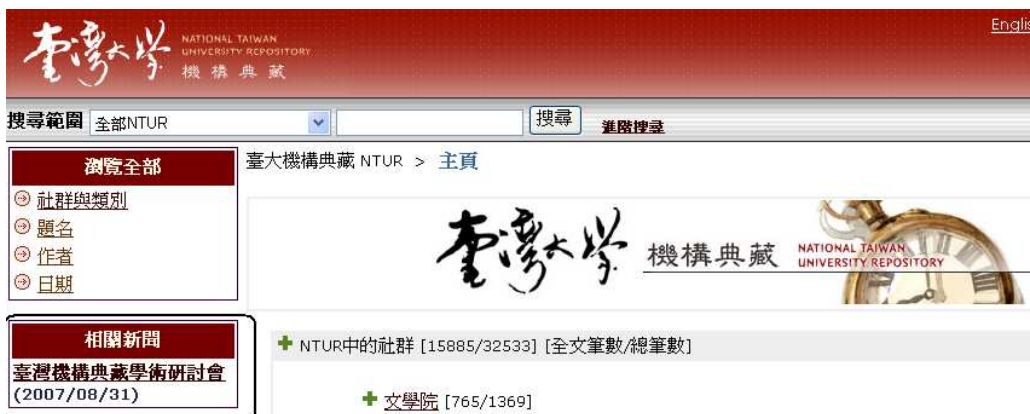 臺灣大學
NATIONAL TAIWAN
UNIVERSITY REPOSITORY
機構典藏
Englis
搜尋範圍 全部NTUR 搜尋 進階搜尋
瀏覽全部
社群與類別
題名
作者
日期
相關新聞
臺灣機構典藏學術研討會
(2007/08/31)
臺大機構典藏 NTUR > 主頁
臺灣大學 機構典藏
NATIONAL TAIWAN
UNIVERSITY REPOSITORY
NTUR中的社群 [15885/32533] [全文筆數/總筆數]
文學院 [765/1369]